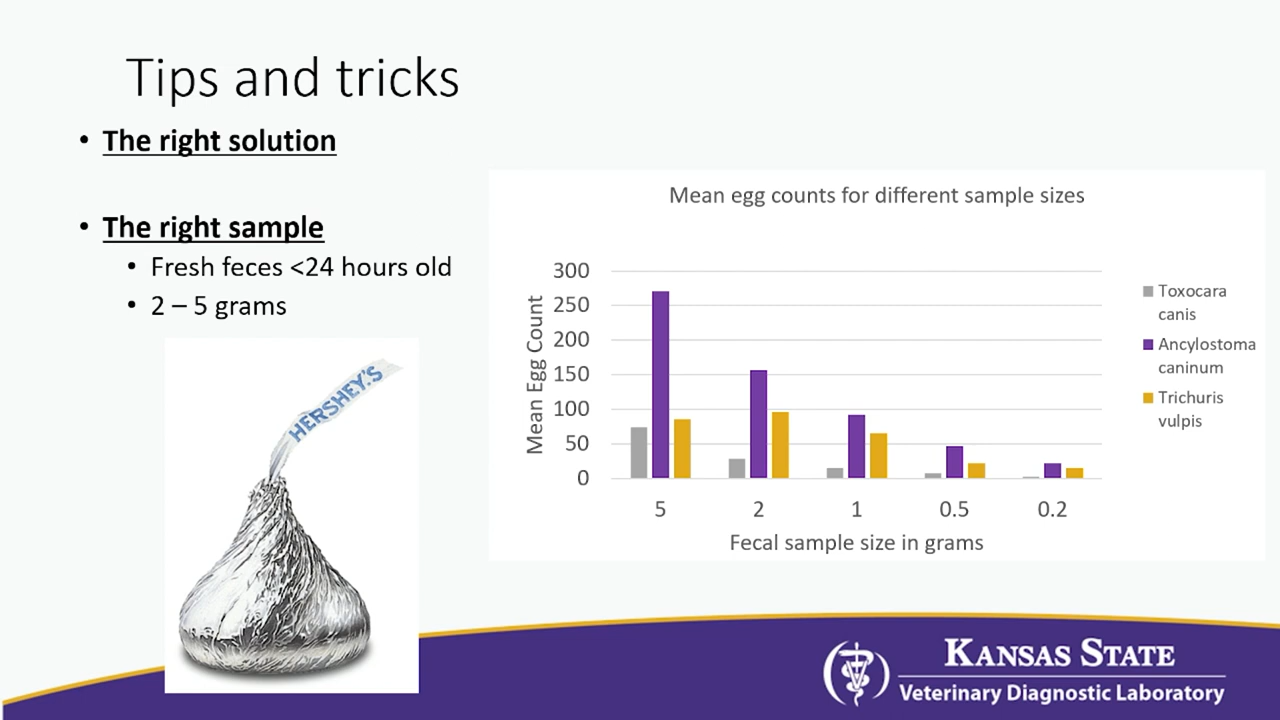 Tips and tricks
• The right solution
• The right sample
• Fresh feces <24 hours old
• 2 – 5 grams
HERSHEY'S
Mean egg counts for different sample sizes
Mean Egg Count
300
250
200
150
100
50
0
5 2 1 0.5 0.2
Fecal sample size in grams
Toxocara
canis
Ancylostoma
caninum
Trichuris
vulpis
KANSAS STATE
Veterinary Diagnostic Laboratory